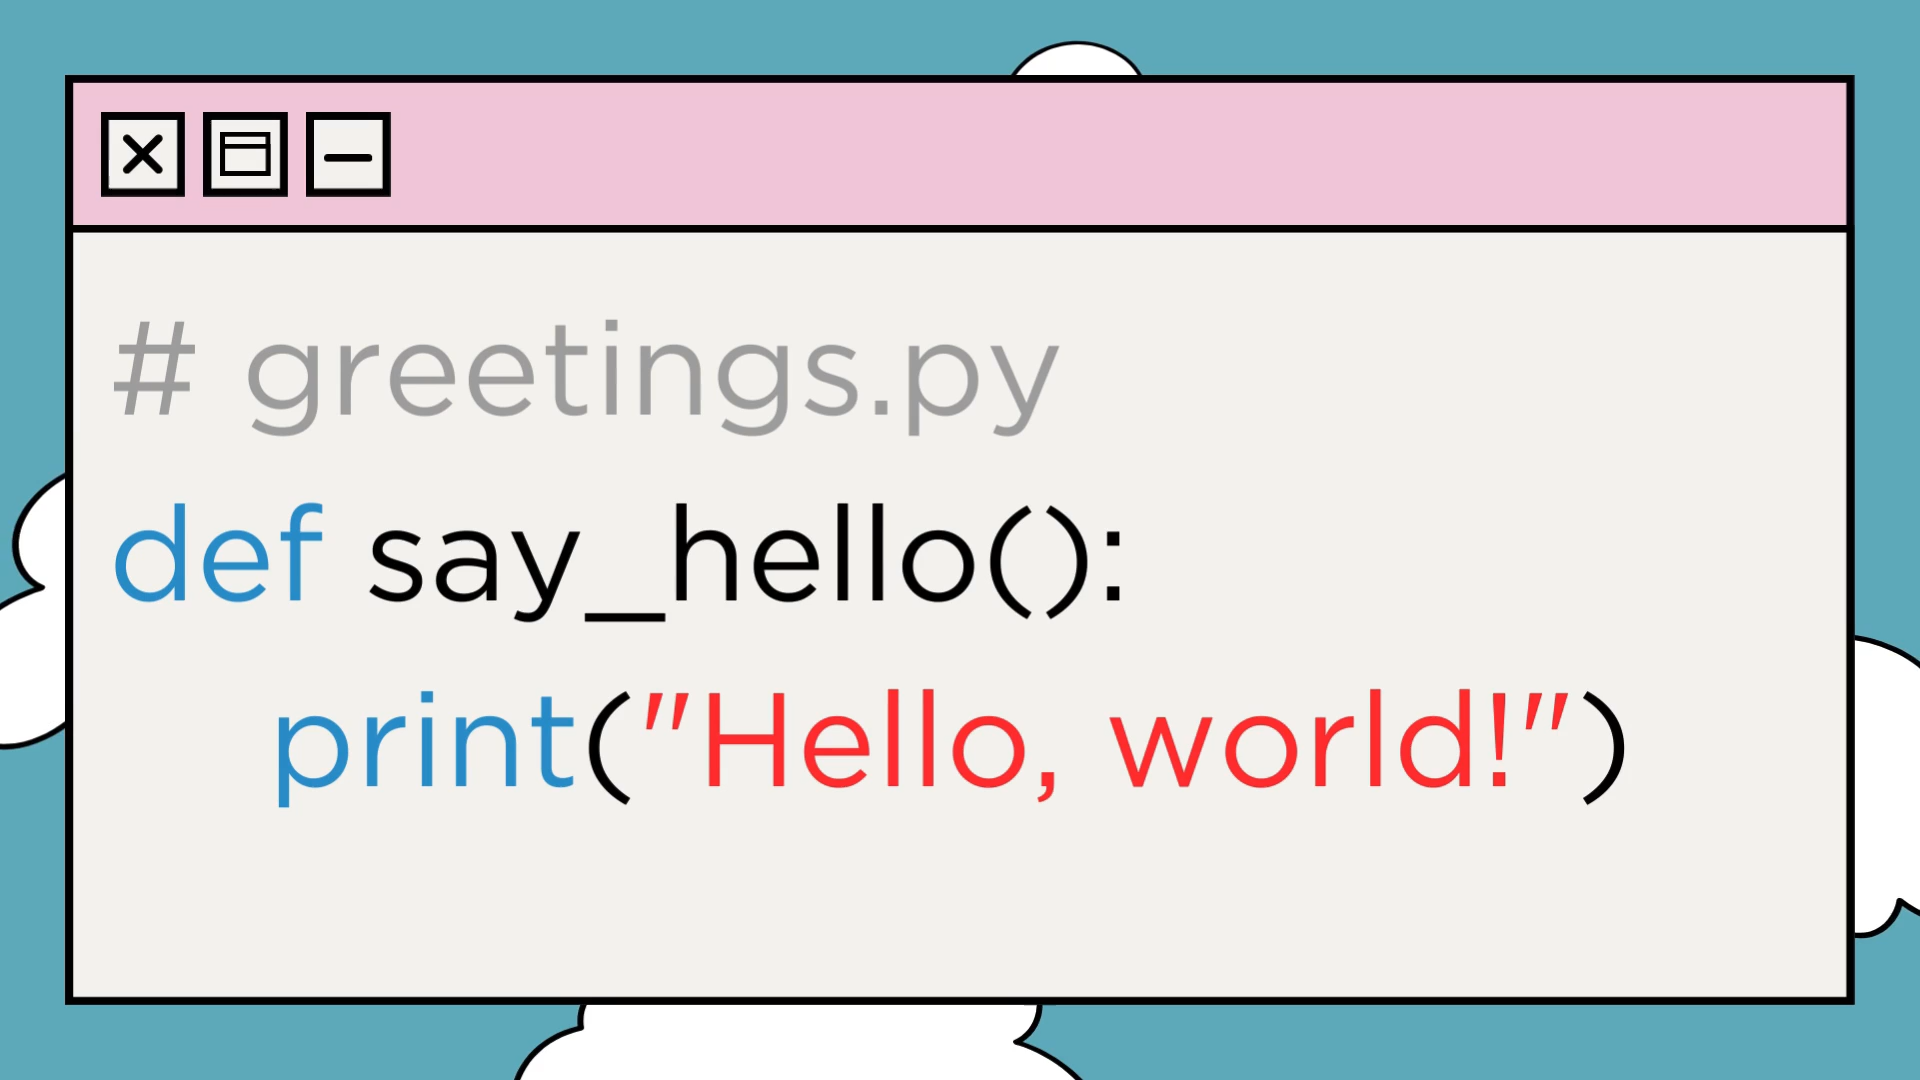 # greetings.py
def say_hello():
    print("Hello, world!")